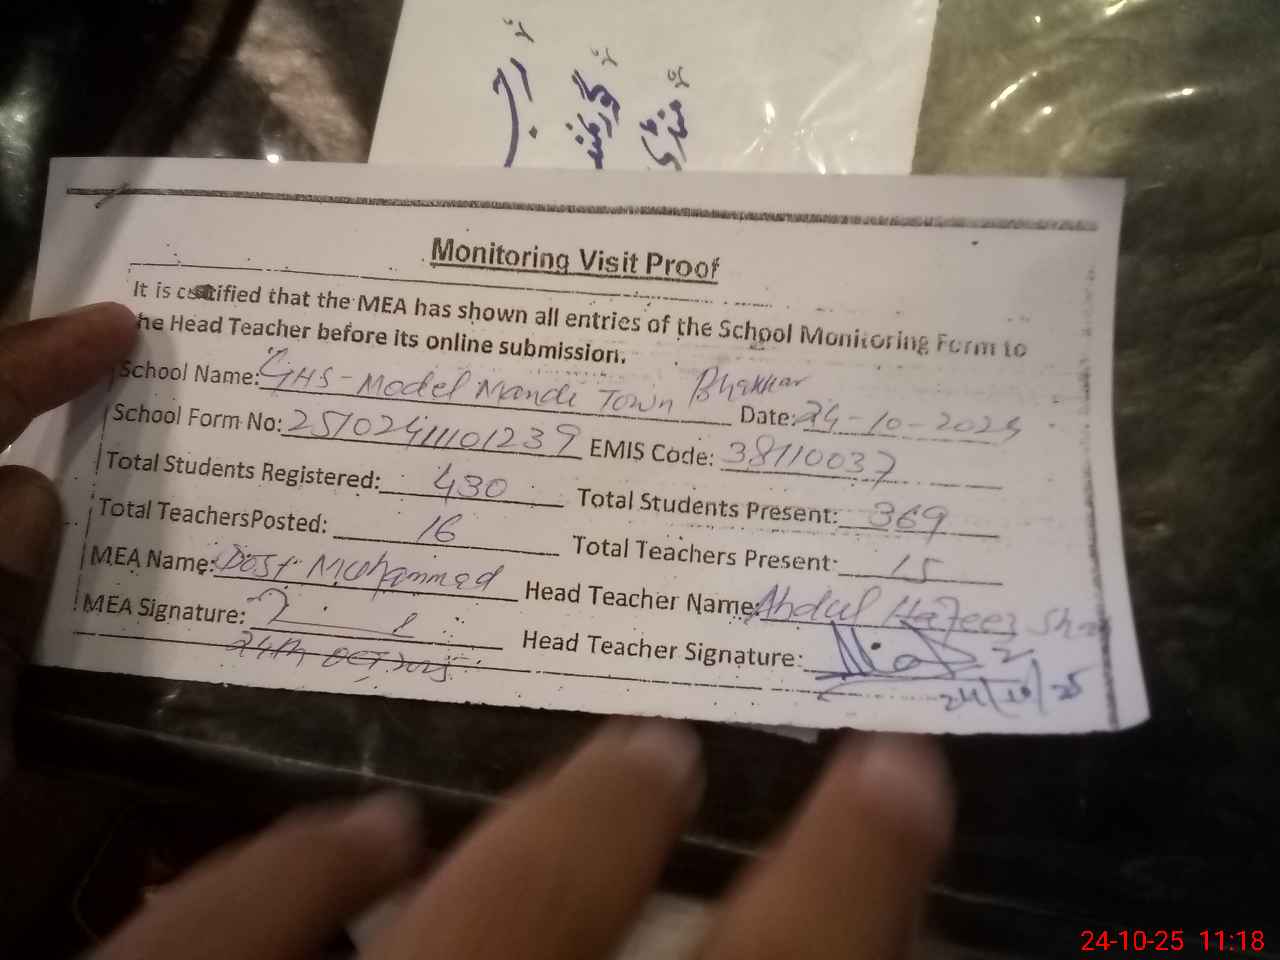 Monitoring Visit Proof
It is certified that the MEA has shown all entries of the School Monitoring Form to
the Head Teacher before its online submission.
School Name: GHS-Model Mandi Town Bhakkar Date: 24-10-2025
School Form No: 25102411101239 EMIS Code: 38110037
Total Students Registered: 430 Total Students Present: 369
Total TeachersPosted: 16 Total Teachers Present: 15
MEA Name: Dost Muhammad Head Teacher Name: Abdul Hafeez
MEA Signature: Head Teacher Signature:
24th OCT 2025 24/10/25
24-10-25 11:18